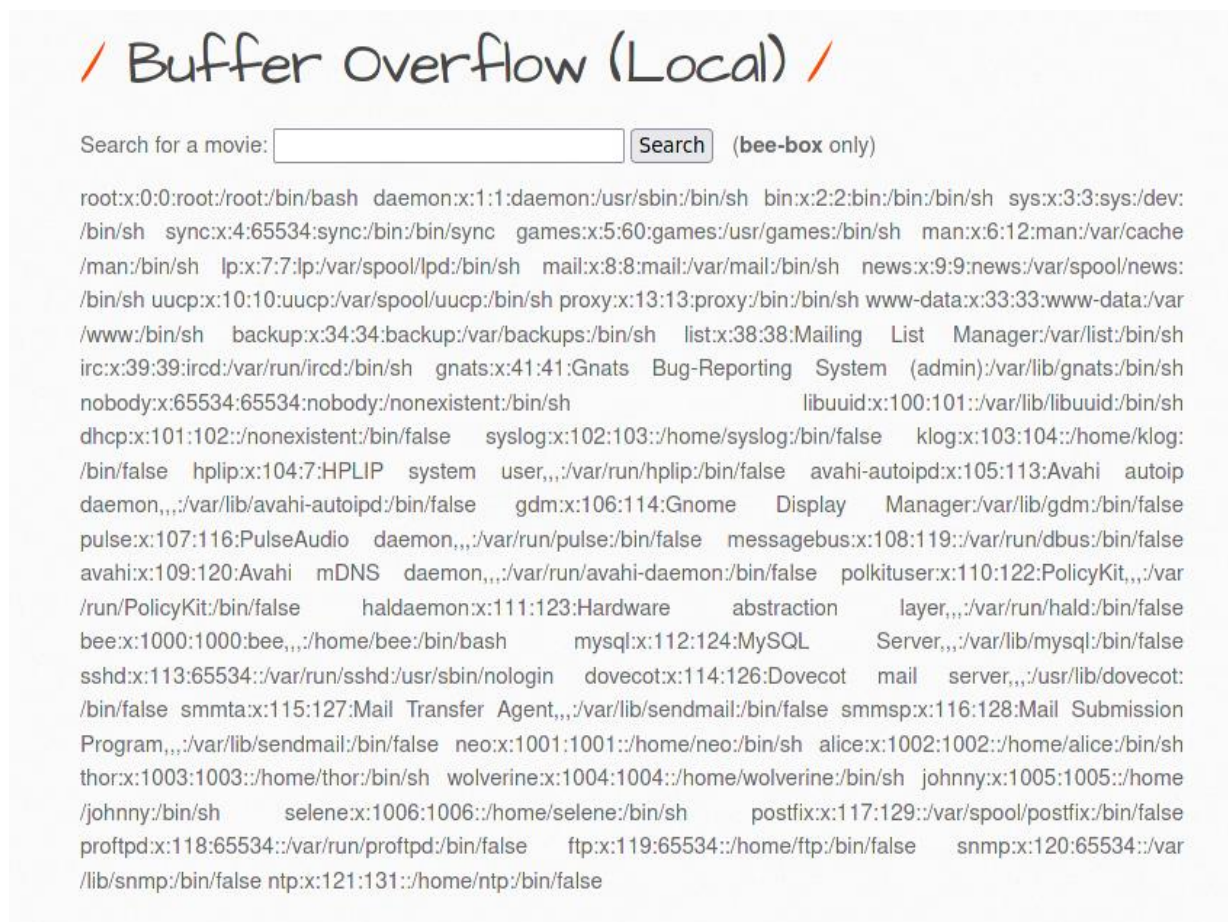 / Buffer Overflow (Local) /
Search for a movie: Search (bee-box only)
root:x:0:0:root:/root:/bin/bash daemon:x:1:1:daemon:/usr/sbin:/bin/sh bin:x:2:2:bin:/bin:/bin/sh sys:x:3:3:sys:/dev:
/bin/sh sync:x:4:65534:sync:/bin:/bin/sync games:x:5:60:games:/usr/games:/bin/sh man:x:6:12:man:/var/cache
/man:/bin/sh lp:x:7:7:lp:/var/spool/lpd:/bin/sh mail:x:8:8:mail:/var/mail:/bin/sh news:x:9:9:news:/var/spool/news:
/bin/sh uucp:x:10:10:uucp:/var/spool/uucp:/bin/sh proxy:x:13:13:proxy:/bin:/bin/sh www-data:x:33:33:www-data:/var
/www:/bin/sh backup:x:34:34:backup:/var/backups:/bin/sh list:x:38:38:Mailing List Manager:/var/list:/bin/sh
irc:x:39:39:ircd:/var/run/ircd:/bin/sh gnats:x:41:41:Gnats Bug-Reporting System (admin):/var/lib/gnats:/bin/sh
nobody:x:65534:65534:nobody:/nonexistent:/bin/sh libuuid:x:100:101::/var/lib/libuuid:/bin/sh
dhcp:x:101:102::/nonexistent:/bin/false syslog:x:102:103::/home/syslog:/bin/false klog:x:103:104::/home/klog:
/bin/false hplip:x:104:7:HPLIP system user,,,:/var/run/hplip:/bin/false avahi-autoipd:x:105:113:Avahi autoip
daemon,,,:/var/lib/avahi-autoipd:/bin/false gdm:x:106:114:Gnome Display Manager:/var/lib/gdm:/bin/false
pulse:x:107:116:PulseAudio daemon,,,:/var/run/pulse:/bin/false messagebus:x:108:119::/var/run/dbus:/bin/false
avahi:x:109:120:Avahi mDNS daemon,,,:/var/run/avahi-daemon:/bin/false polkituser:x:110:122:PolicyKit,,,:/var
/run/PolicyKit:/bin/false haldaemon:x:111:123:Hardware abstraction layer,,,:/var/run/hald:/bin/false
bee:x:1000:1000:bee,,,:/home/bee:/bin/bash mysql:x:112:124:MySQL Server,,,:/var/lib/mysql:/bin/false
sshd:x:113:65534::/var/run/sshd:/usr/sbin/nologin dovecot:x:114:126:Dovecot mail server,,,:/usr/lib/dovecot:
/bin/false smmta:x:115:127:Mail Transfer Agent,,,:/var/lib/sendmail:/bin/false smmsp:x:116:128:Mail Submission
Program,,,:/var/lib/sendmail:/bin/false neo:x:1001:1001::/home/neo:/bin/sh alice:x:1002:1002::/home/alice:/bin/sh
thor:x:1003:1003::/home/thor:/bin/sh wolverine:x:1004:1004::/home/wolverine:/bin/sh johnny:x:1005:1005::/home
/johnny:/bin/sh selene:x:1006:1006::/home/selene:/bin/sh postfix:x:117:129::/var/spool/postfix:/bin/false
proftpd:x:118:65534::/var/run/proftpd:/bin/false ftp:x:119:65534::/home/ftp:/bin/false snmp:x:120:65534::/var
/lib/snmp:/bin/false ntp:x:121:131::/home/ntp:/bin/false